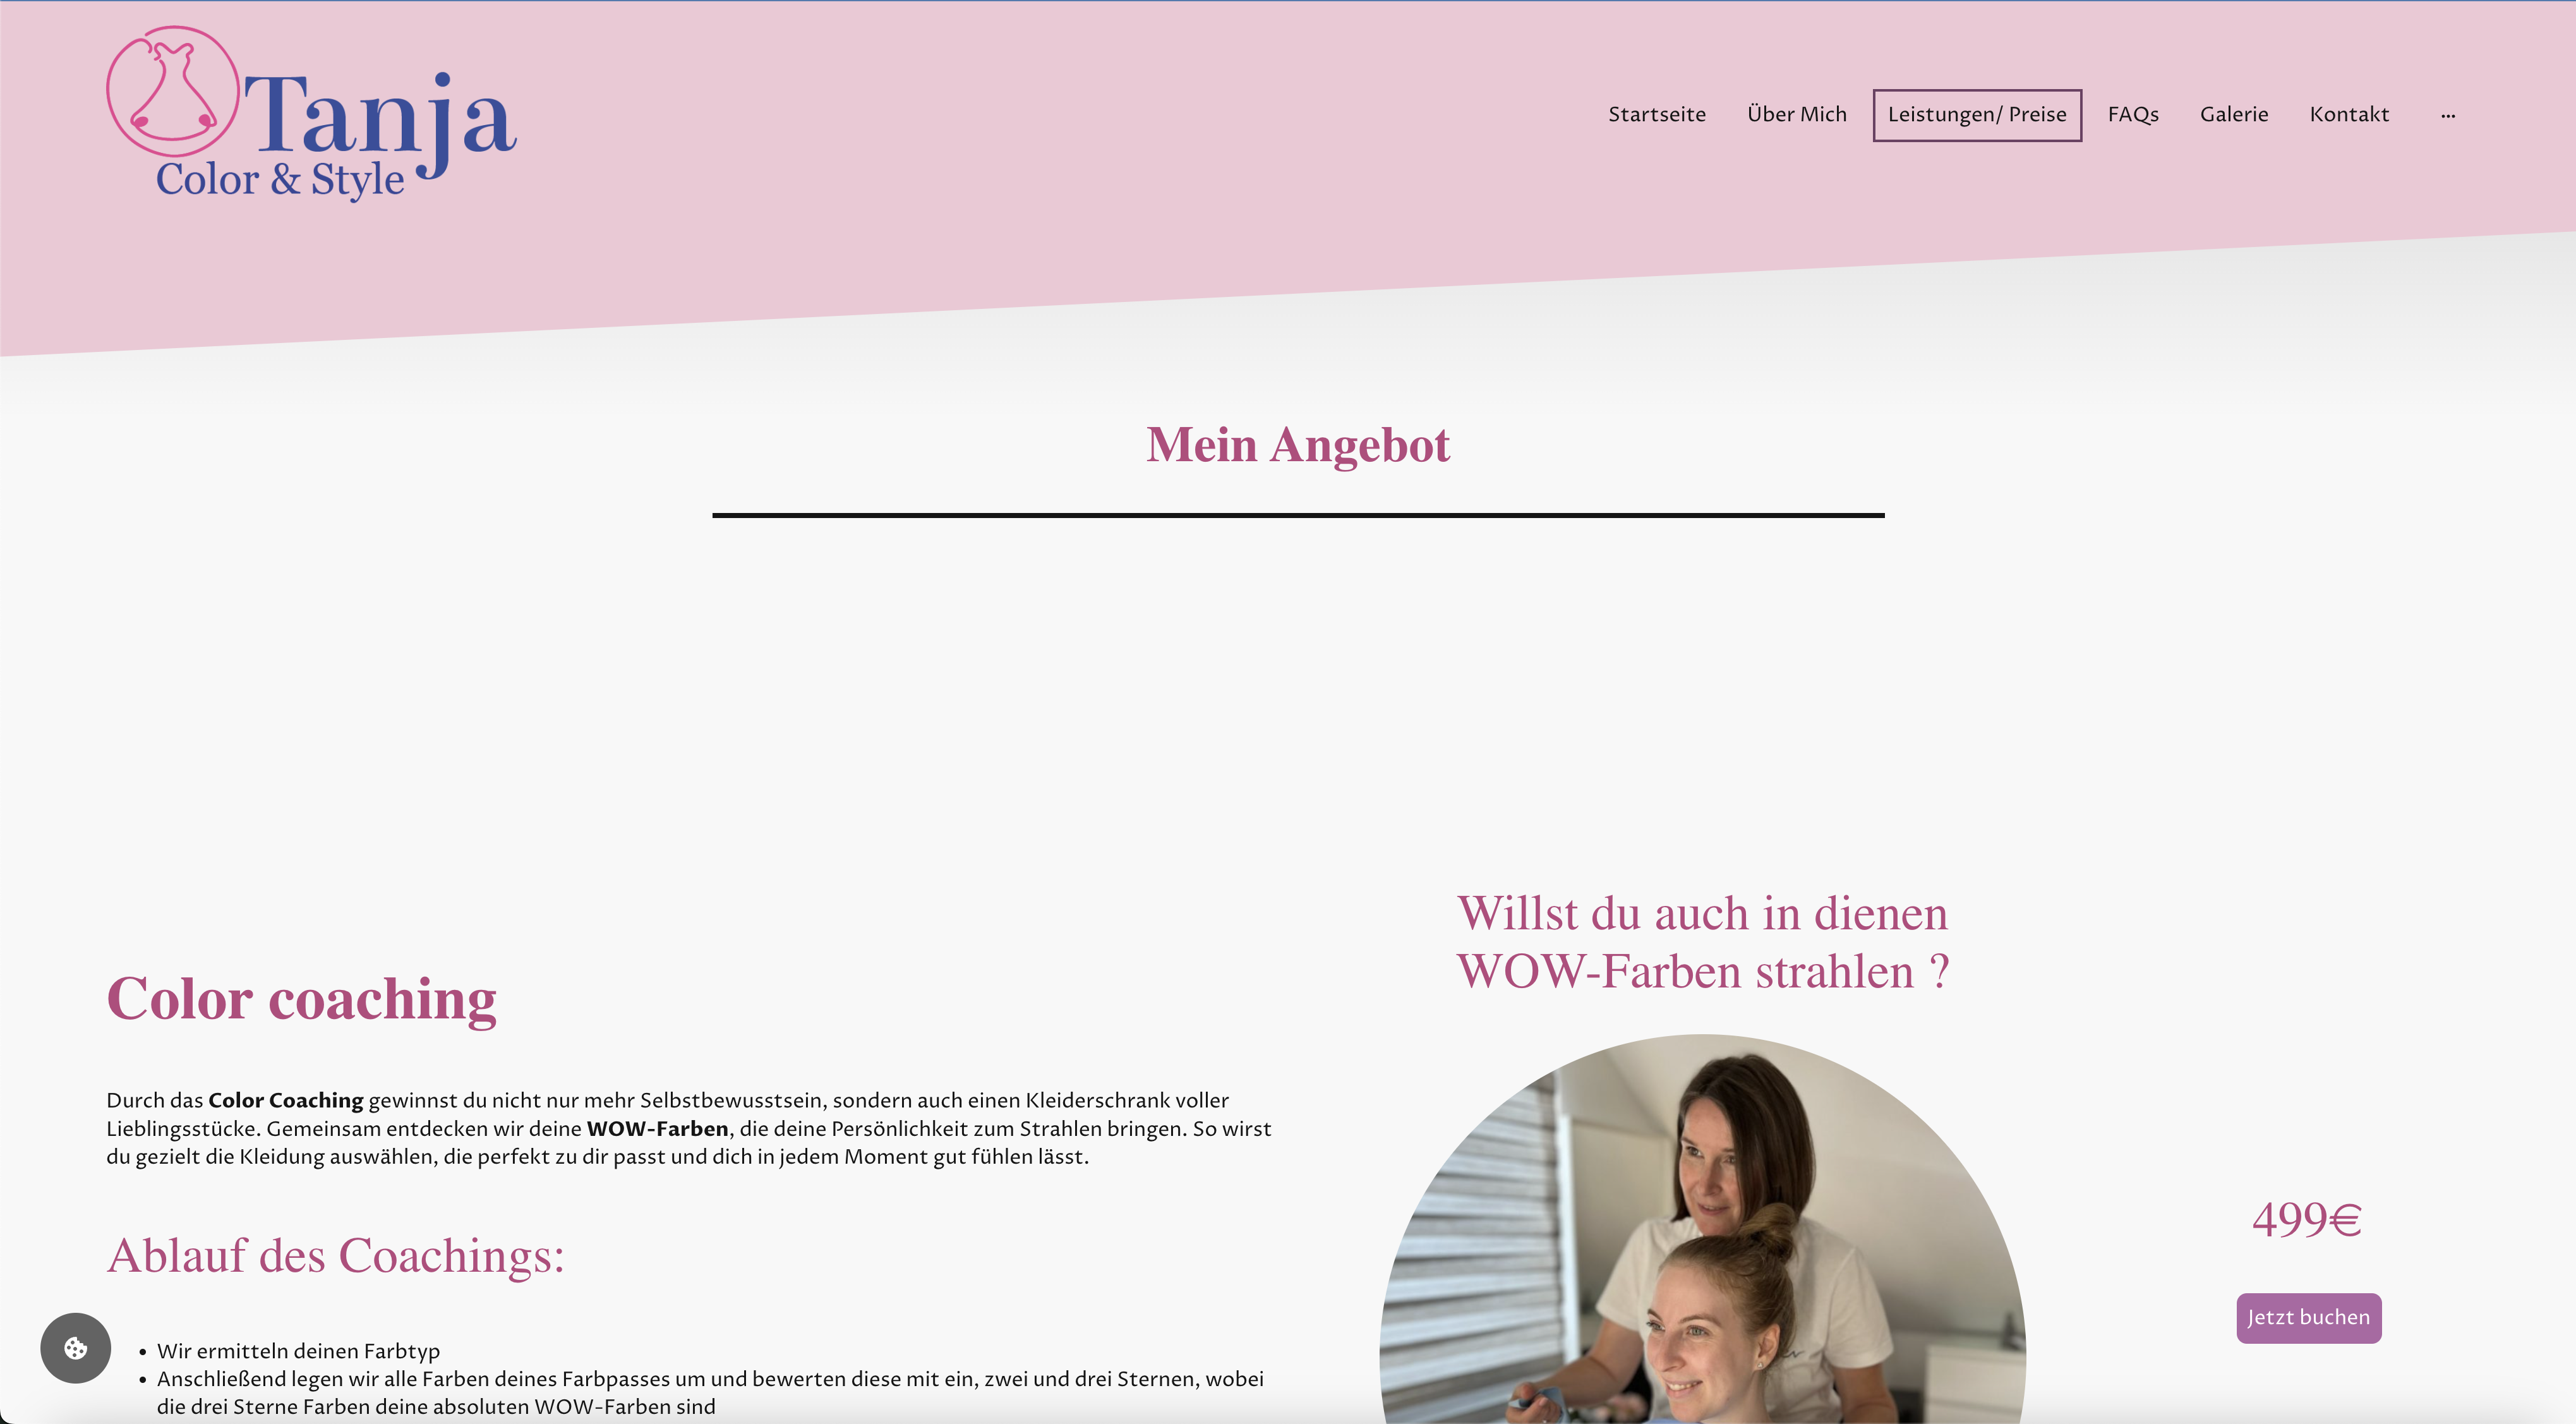 Tanja
Color & Style
Startseite Über Mich Leistungen/ Preise FAQs Galerie Kontakt ...
Mein Angebot
Color coaching
Durch das Color Coaching gewinnst du nicht nur mehr Selbstbewusstsein, sondern auch einen Kleiderschrank voller
Lieblingsstücke. Gemeinsam entdecken wir deine WOW-Farben, die deine Persönlichkeit zum Strahlen bringen. So wirst
du gezielt die Kleidung auswählen, die perfekt zu dir passt und dich in jedem Moment gut fühlen lässt.
Ablauf des Coachings:
• Wir ermitteln deinen Farbtyp
• Anschließend legen wir alle Farben deines Farbpasses um und bewerten diese mit ein, zwei und drei Sternen, wobei
die drei Sterne Farben deine absoluten WOW-Farben sind
Willst du auch in dienen
WOW-Farben strahlen ?
499€
Jetzt buchen